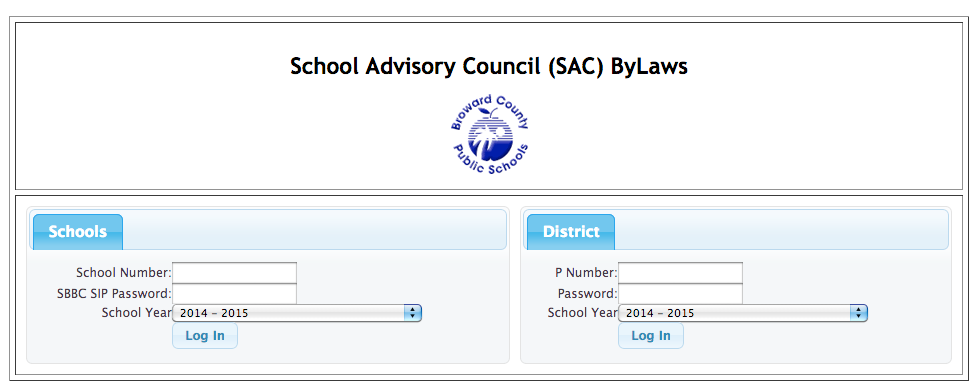 School Advisory Council (SAC) ByLaws
Broward County
Public Schools
Schools
School Number:
SBBC SIP Password:
School Year 2014 - 2015
Log In
District
P Number:
Password:
School Year 2014 - 2015
Log In